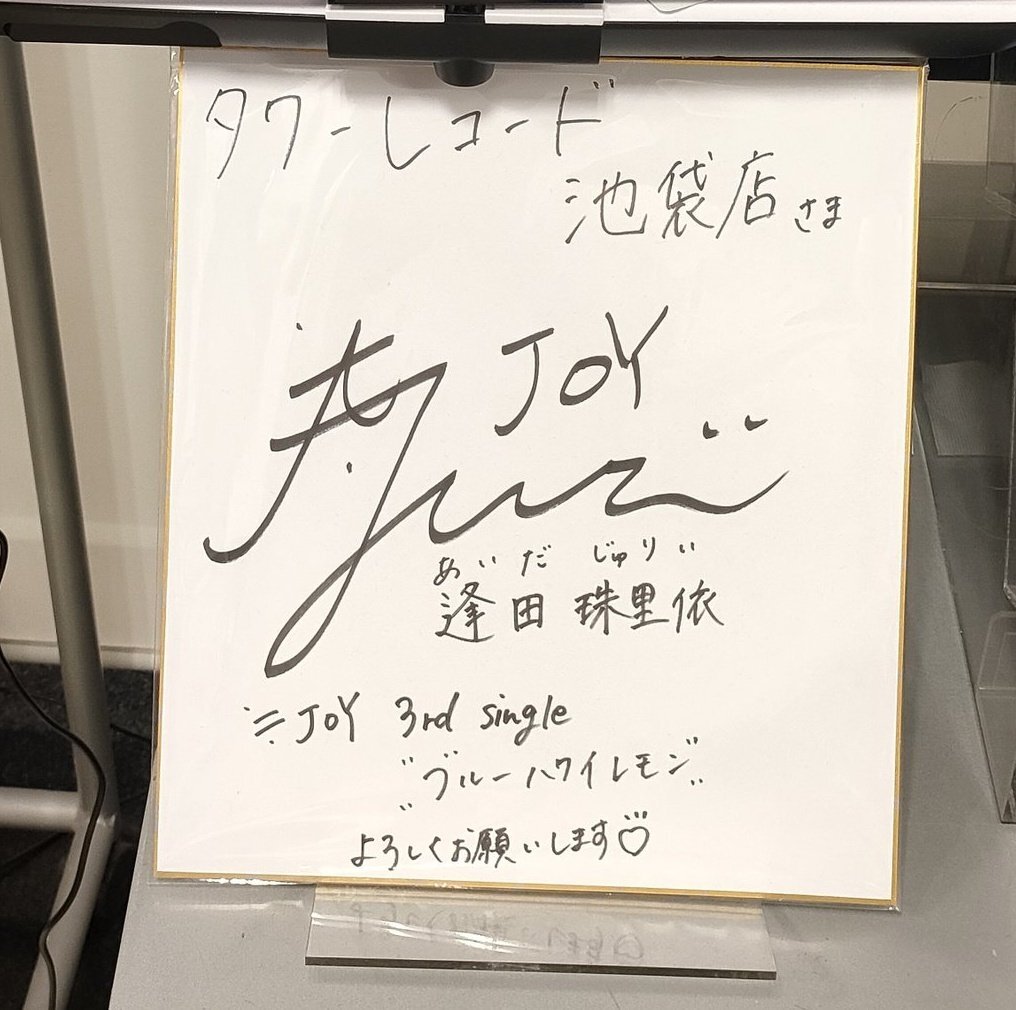 タワーレコード
池袋店さま
≒JOY
Juri
あいだ じゅりい
逢田 珠里依
≒JOY 3rd single
"ブルーハワイレモン"
よろしくお願いします♡